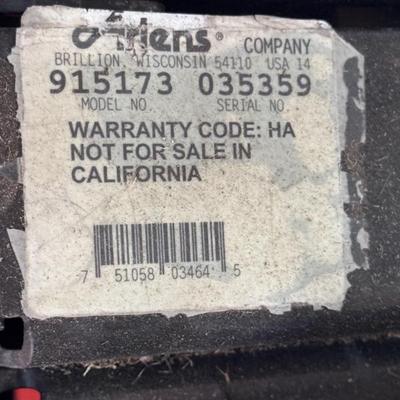 Ariens® COMPANY
BRILLION, WISCONSIN 54110 USA 14
915173 035359
MODEL NO. SERIAL NO.
WARRANTY CODE: HA
NOT FOR SALE IN
CALIFORNIA
7 51058 03464 5